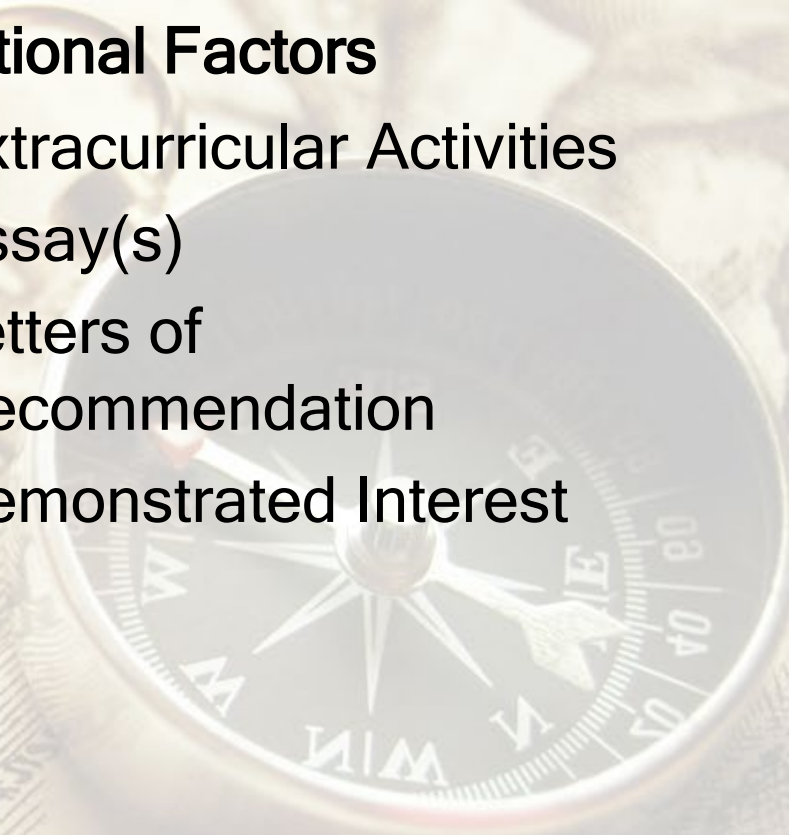 tional Factors
xtracurricular Activities
ssay(s)
etters of
ecommendation
emonstrated Interest